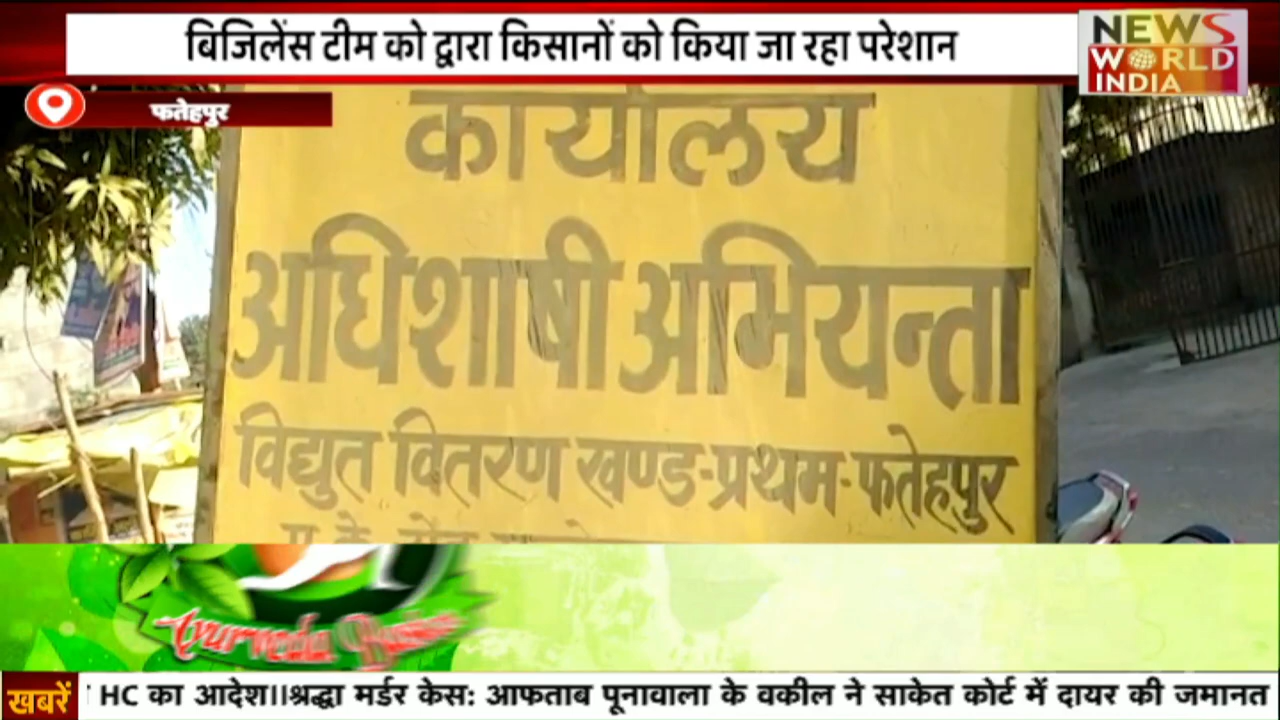 बिजिलेंस टीम को द्वारा किसानों को किया जा रहा परेशान
NEWS
WORLD
INDIA
फतेहपुर
कार्यालय
अधिशाषी अभियन्ता
विद्युत वितरण खण्ड-प्रथम-फतेहपुर
Ayurveda
खबरें
HC का आदेश।।श्रद्धा मर्डर केस: आफताब पूनावाला के वकील ने साकेत कोर्ट में दायर की जमानत